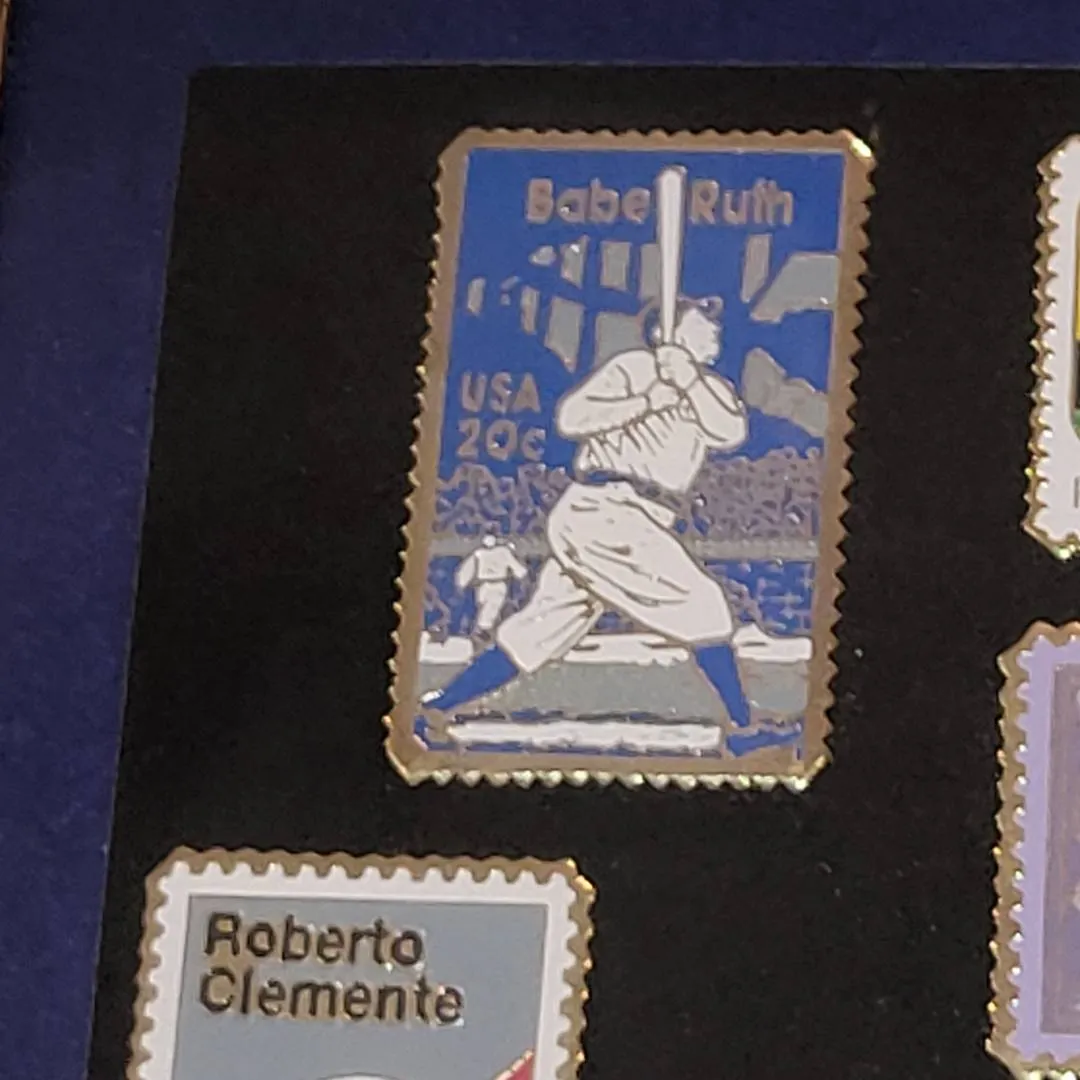 Babe Ruth
USA
20c
Roberto
Clemente